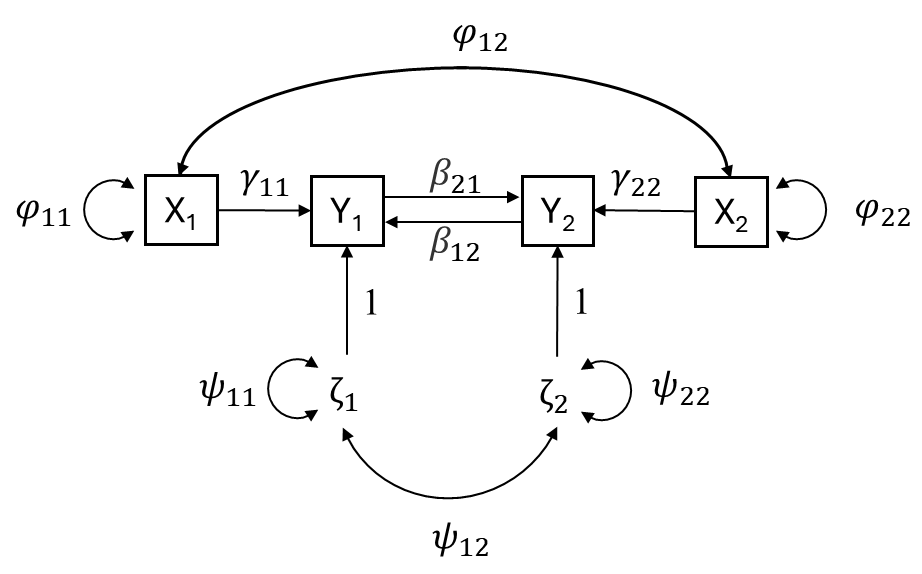 φ₁₂
γ₁₁ β₂₁ γ₂₂
φ₁₁ X₁ Y₁ Y₂ X₂ φ₂₂
β₁₂
1 1
ψ₁₁ ζ₁ ζ₂ ψ₂₂
ψ₁₂